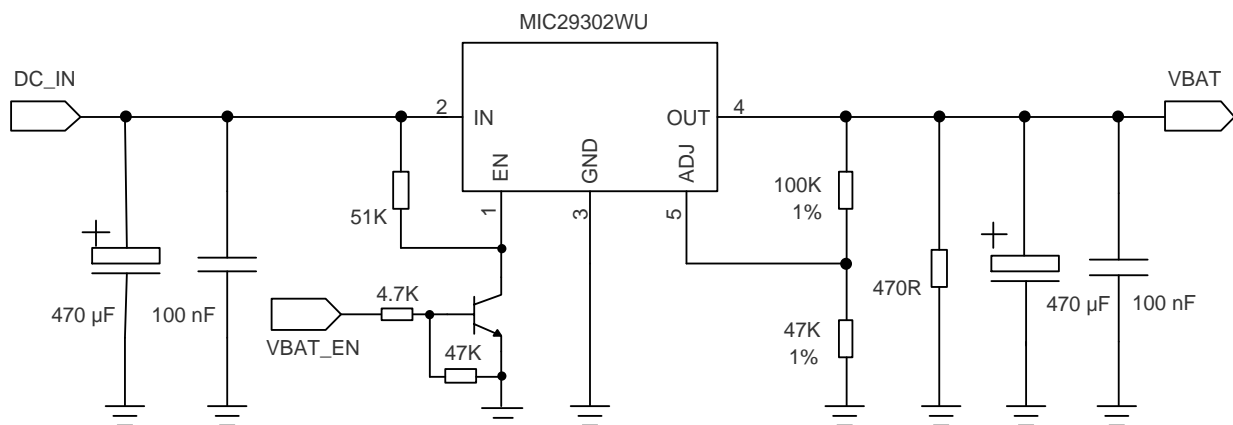 MIC29302WU
DC_IN
VBAT
2
IN
OUT
4
EN
GND
ADJ
1
3
5
51K
100K
1%
470 µF
100 nF
4.7K
VBAT_EN
47K
47K
1%
470R
470 µF
100 nF